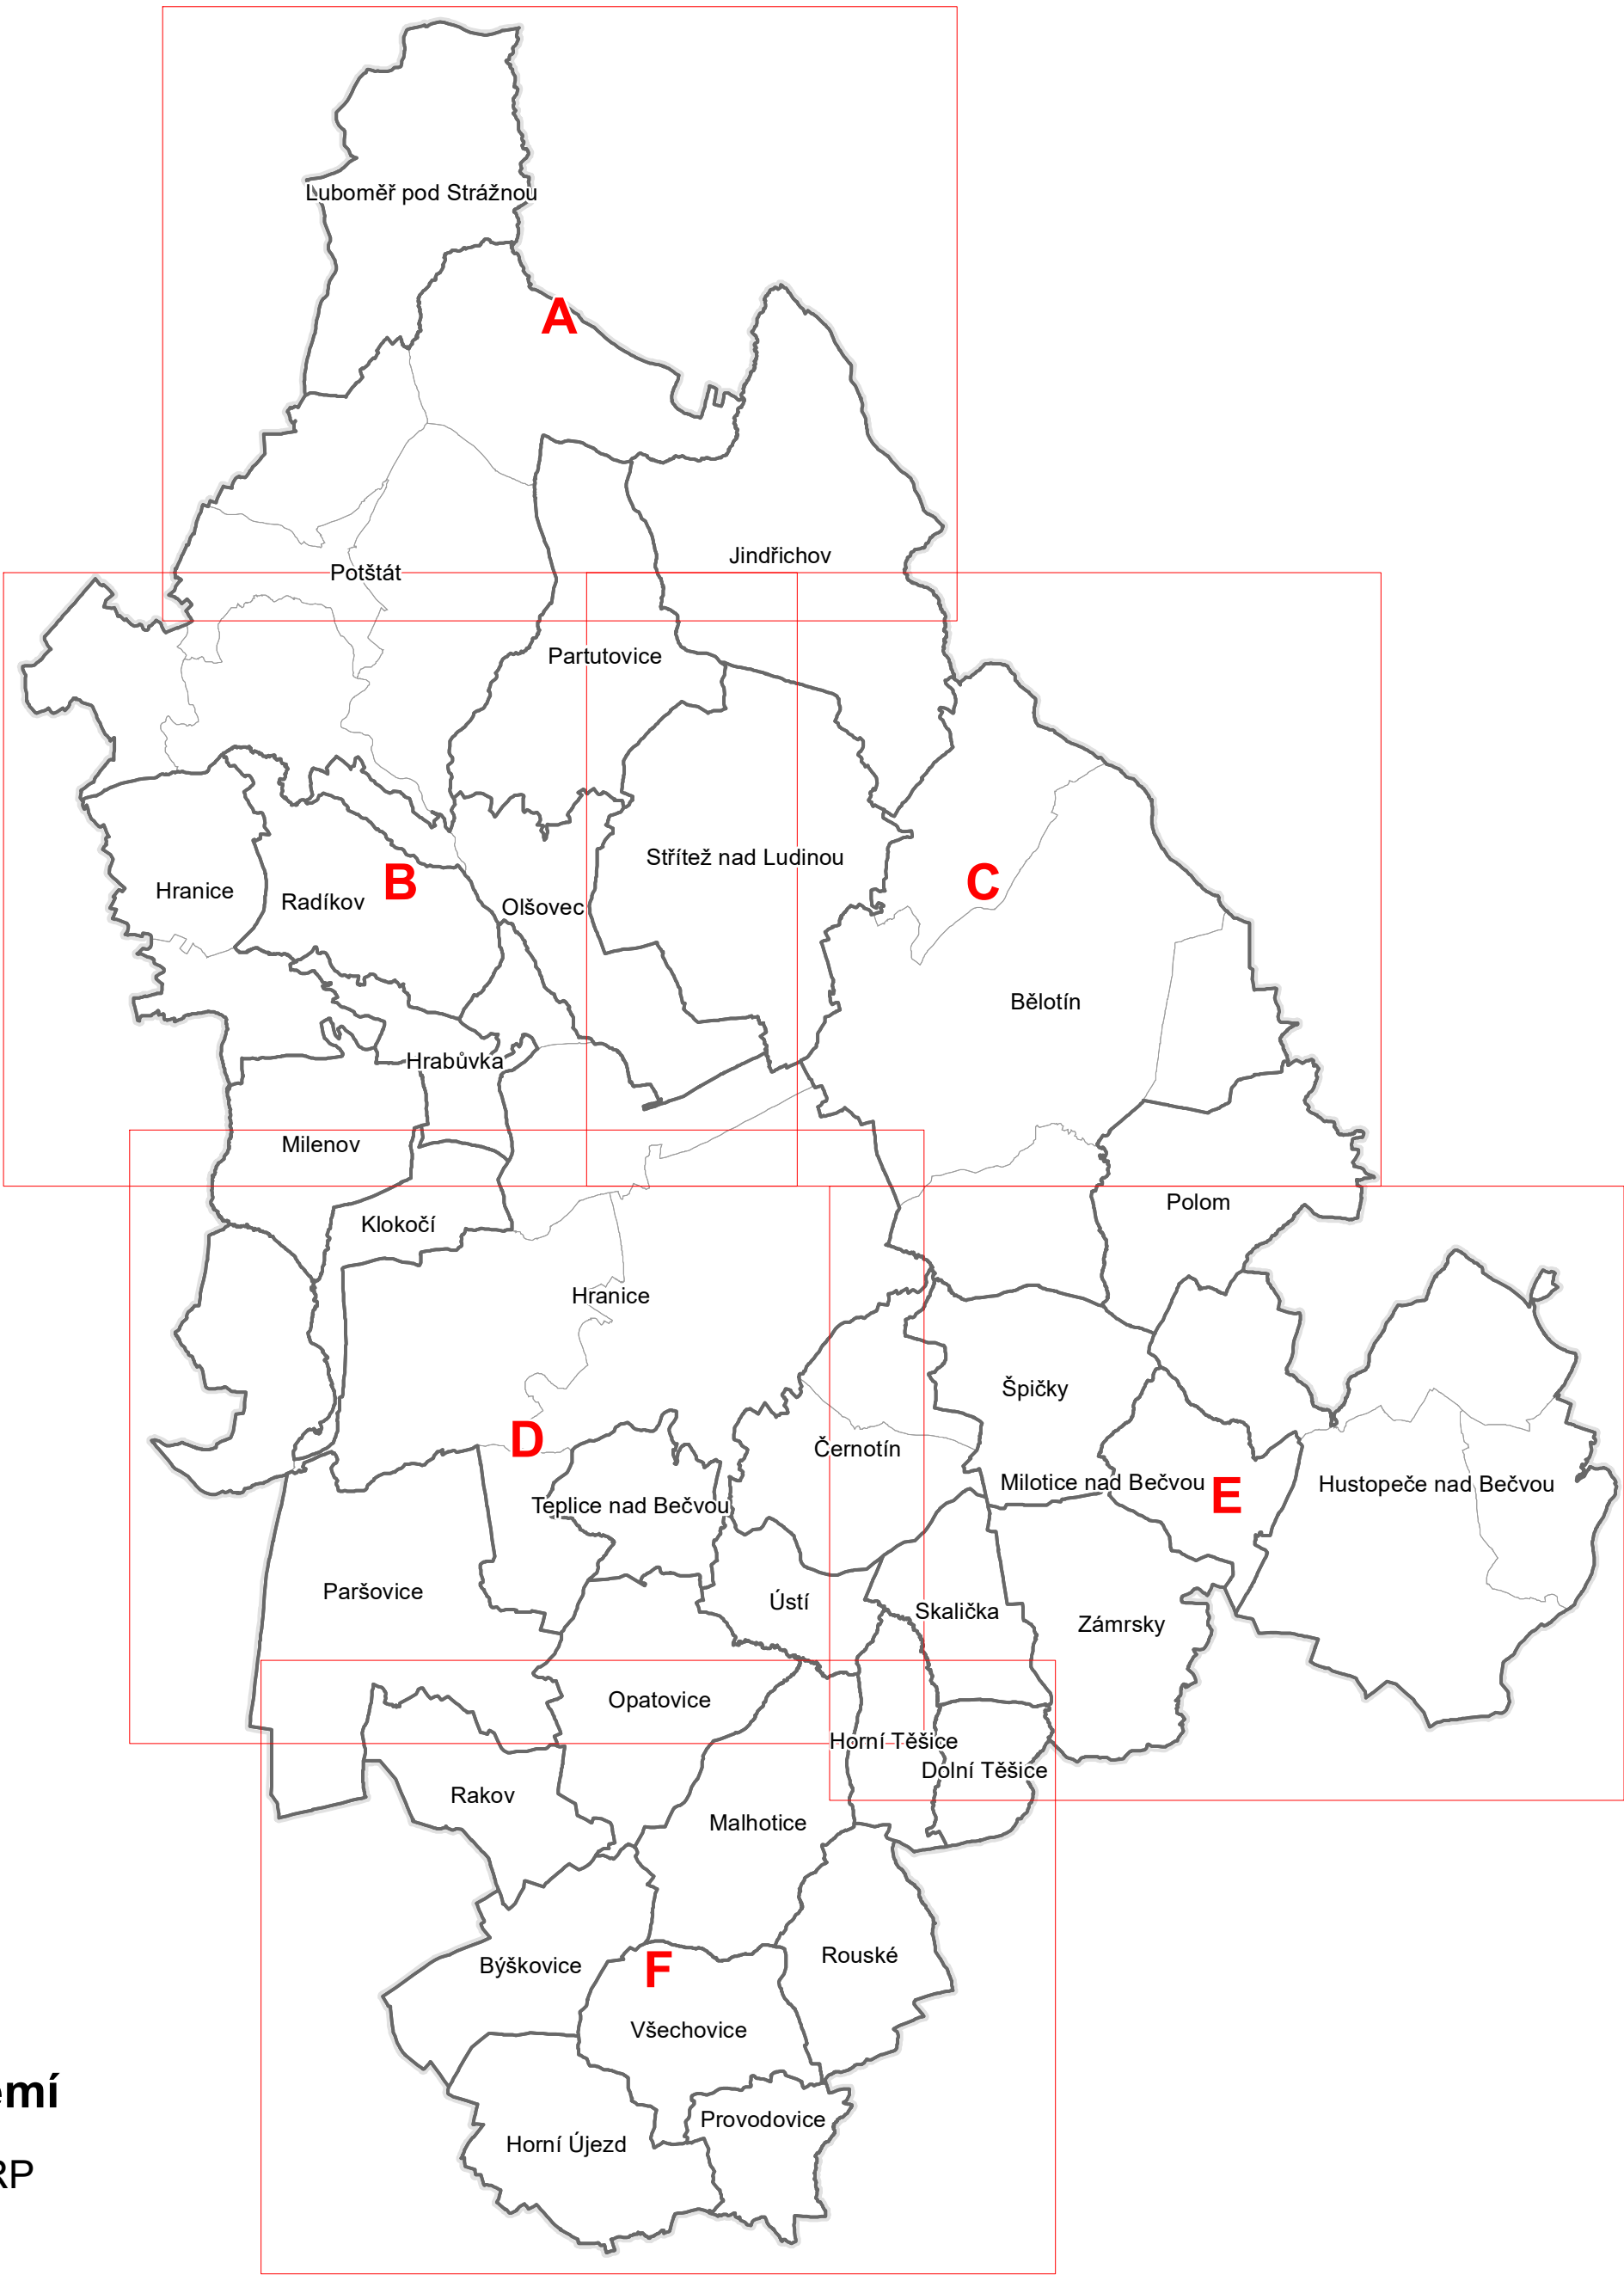 Luboměř pod Strážnou
A
Jindřichov
Potštát
Partutovice
Střítež nad Ludinou
B
C
Hranice
Radíkov
Olšovec
Bělotín
Hrabůvka
Milenov
Polom
Klokočí
Hranice
Špičky
D
Černotín
Milotice nad Bečvou
E
Hustopeče nad Bečvou
Teplice nad Bečvou
Paršovice
Ústí
Skalička
Zámrsky
Opatovice
Horní Těšice
Dolní Těšice
Rakov
Malhotice
Rouské
Býškovice
F
Všechovice
emí
Provodovice
Horní Újezd
RP